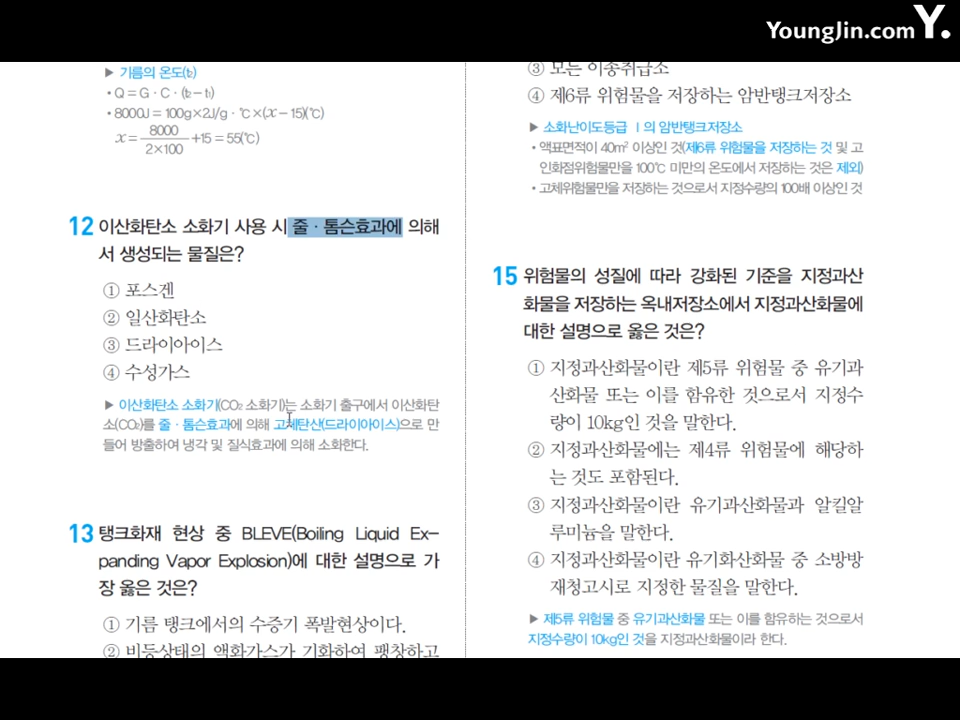 YoungJin.com Y.
▶ 기름의 온도(t₂)
• Q = G · C · (t₂ − t₁)
• 8000J = 100g×2J/g · ℃×(x − 15)(℃)
x = 8000/2×100 +15 = 55(℃)
12 이산화탄소 소화기 사용 시 줄 · 톰슨효과에 의해
서 생성되는 물질은?
① 포스겐
② 일산화탄소
③ 드라이아이스
④ 수성가스
▶ 이산화탄소 소화기(CO₂ 소화기)는 소화기 출구에서 이산화탄
소(CO₂)를 줄 · 톰슨효과에 의해 고체탄산(드라이아이스)으로 만
들어 방출하여 냉각 및 질식효과에 의해 소화한다.
13 탱크화재 현상 중 BLEVE(Boiling Liquid Ex-
panding Vapor Explosion)에 대한 설명으로 가
장 옳은 것은?
① 기름 탱크에서의 수증기 폭발현상이다.
② 비등상태의 액화가스가 기화하여 팽창하고
③ 모든 이송취급소
④ 제6류 위험물을 저장하는 암반탱크저장소
▶ 소화난이도등급 Ⅰ의 암반탱크저장소
• 액표면적이 40m² 이상인 것(제6류 위험물을 저장하는 것 및 고
인화점위험물만을 100℃ 미만의 온도에서 저장하는 것은 제외)
• 고체위험물만을 저장하는 것으로서 지정수량의 100배 이상인 것
15 위험물의 성질에 따라 강화된 기준을 지정과산
화물을 저장하는 옥내저장소에서 지정과산화물에
대한 설명으로 옳은 것은?
① 지정과산화물이란 제5류 위험물 중 유기과
산화물 또는 이를 함유한 것으로서 지정수
량이 10kg인 것을 말한다.
② 지정과산화물에는 제4류 위험물에 해당하
는 것도 포함된다.
③ 지정과산화물이란 유기과산화물과 알킬알
루미늄을 말한다.
④ 지정과산화물이란 유기화산화물 중 소방방
재청고시로 지정한 물질을 말한다.
▶ 제5류 위험물 중 유기과산화물 또는 이를 함유하는 것으로서
지정수량이 10kg인 것을 지정과산화물이라 한다.